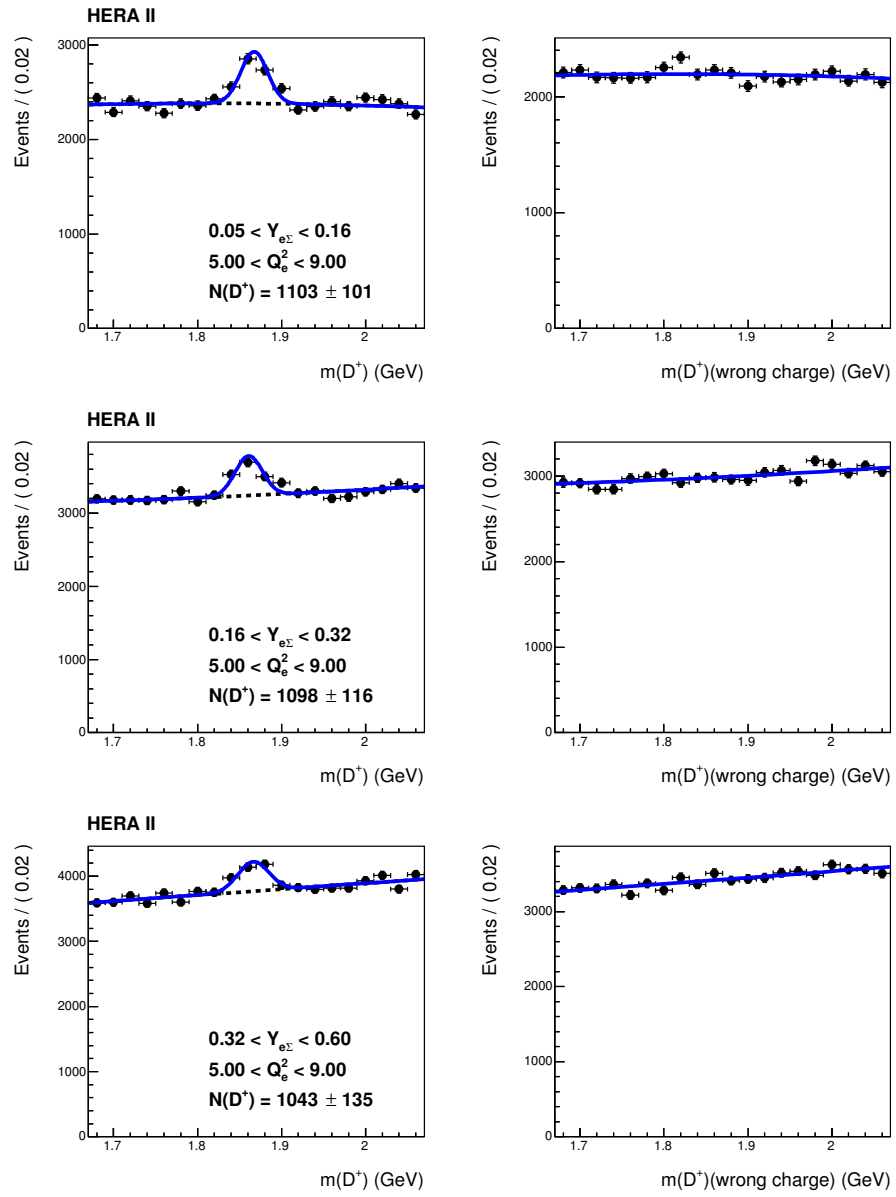 HERA II
Events / ( 0.02 )
3000
2000
1000
0
0.05 < Y_eΣ < 0.16
5.00 < Q²_e < 9.00
N(D⁺) = 1103 ± 101
1.7 1.8 1.9 2
m(D⁺) (GeV)
Events / ( 0.02 )
2000
1000
0
1.7 1.8 1.9 2
m(D⁺)(wrong charge) (GeV)
HERA II
Events / ( 0.02 )
3000
2000
1000
0
0.16 < Y_eΣ < 0.32
5.00 < Q²_e < 9.00
N(D⁺) = 1098 ± 116
1.7 1.8 1.9 2
m(D⁺) (GeV)
Events / ( 0.02 )
3000
2000
1000
0
1.7 1.8 1.9 2
m(D⁺)(wrong charge) (GeV)
HERA II
Events / ( 0.02 )
4000
3000
2000
1000
0
0.32 < Y_eΣ < 0.60
5.00 < Q²_e < 9.00
N(D⁺) = 1043 ± 135
1.7 1.8 1.9 2
m(D⁺) (GeV)
Events / ( 0.02 )
3000
2000
1000
0
1.7 1.8 1.9 2
m(D⁺)(wrong charge) (GeV)